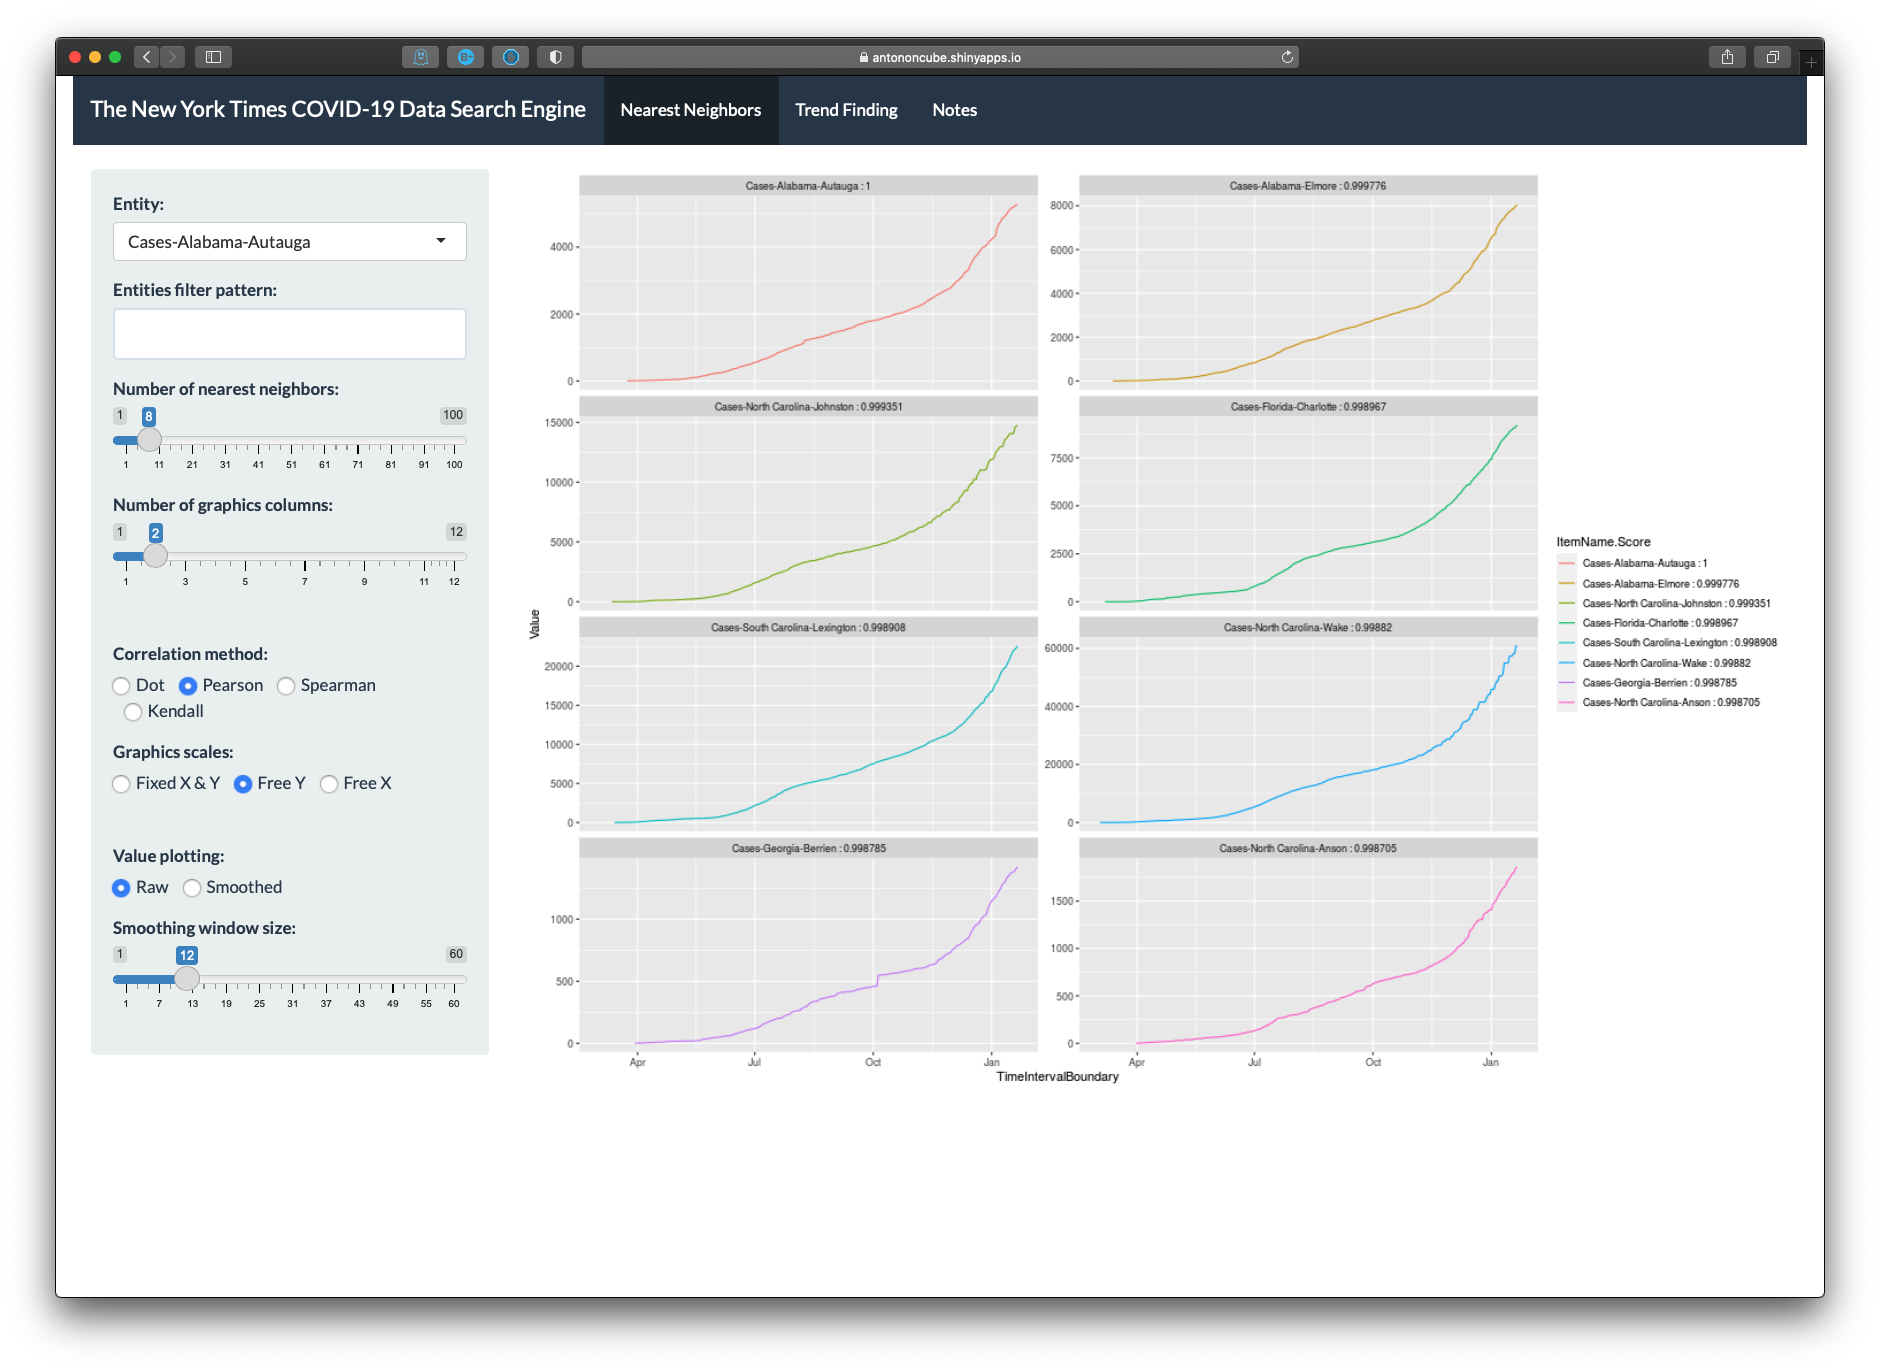 antononcube.shinyapps.io
The New York Times COVID-19 Data Search Engine
Nearest Neighbors
Trend Finding
Notes
Entity:
Cases-Alabama-Autauga
Entities filter pattern:
Number of nearest neighbors:
1 8 100
1 11 21 31 41 51 61 71 81 91 100
Number of graphics columns:
1 2 12
1 3 5 7 9 11 12
Correlation method:
Dot Pearson Spearman
Kendall
Graphics scales:
Fixed X & Y Free Y Free X
Value plotting:
Raw Smoothed
Smoothing window size:
1 12 60
1 7 13 19 25 31 37 43 49 55 60
Value
Cases-Alabama-Autauga : 1
4000
2000
0
Cases-Alabama-Elmore : 0.999776
8000
6000
4000
2000
0
Cases-North Carolina-Johnston : 0.999351
15000
10000
5000
0
Cases-Florida-Charlotte : 0.998967
7500
5000
2500
0
Cases-South Carolina-Lexington : 0.998908
20000
15000
10000
5000
0
Cases-North Carolina-Wake : 0.99882
60000
40000
20000
0
Cases-Georgia-Berrien : 0.998785
1000
500
0
Apr Jul Oct Jan
Cases-North Carolina-Anson : 0.998705
1500
1000
500
0
Apr Jul Oct Jan
TimeIntervalBoundary
ItemName.Score
Cases-Alabama-Autauga : 1
Cases-Alabama-Elmore : 0.999776
Cases-North Carolina-Johnston : 0.999351
Cases-Florida-Charlotte : 0.998967
Cases-South Carolina-Lexington : 0.998908
Cases-North Carolina-Wake : 0.99882
Cases-Georgia-Berrien : 0.998785
Cases-North Carolina-Anson : 0.998705